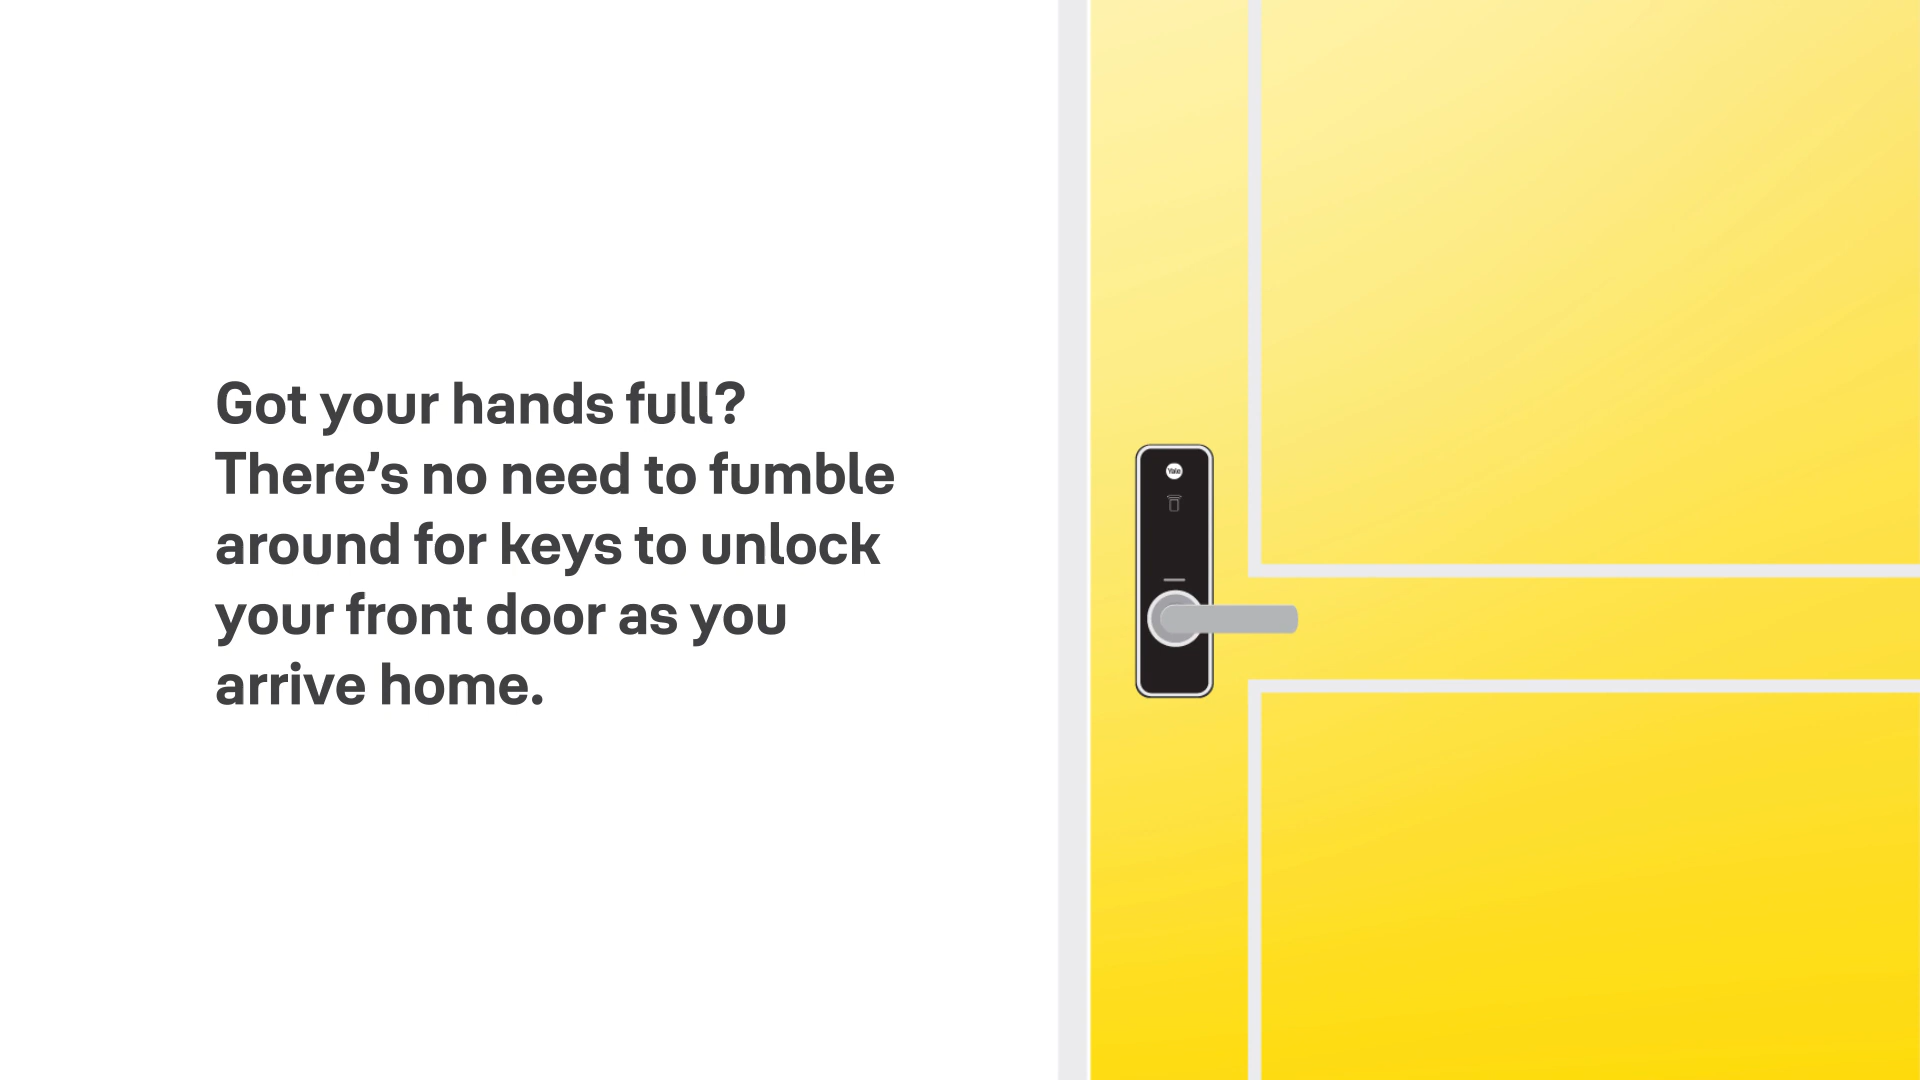 Got your hands full?
There’s no need to fumble
around for keys to unlock
your front door as you
arrive home.
Yale